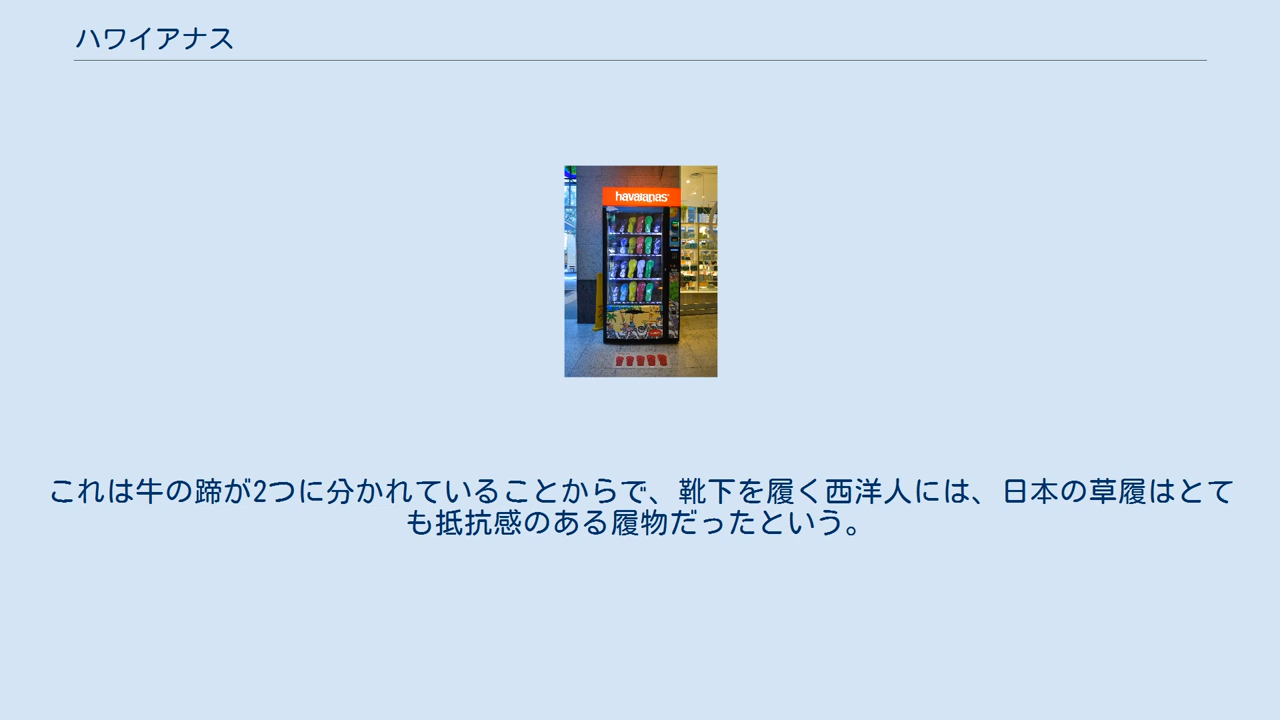 ハワイアナス
havaianas
これは牛の蹄が2つに分かれていることからで、靴下を履く西洋人には、日本の草履はとて
も抵抗感のある履物だったという。